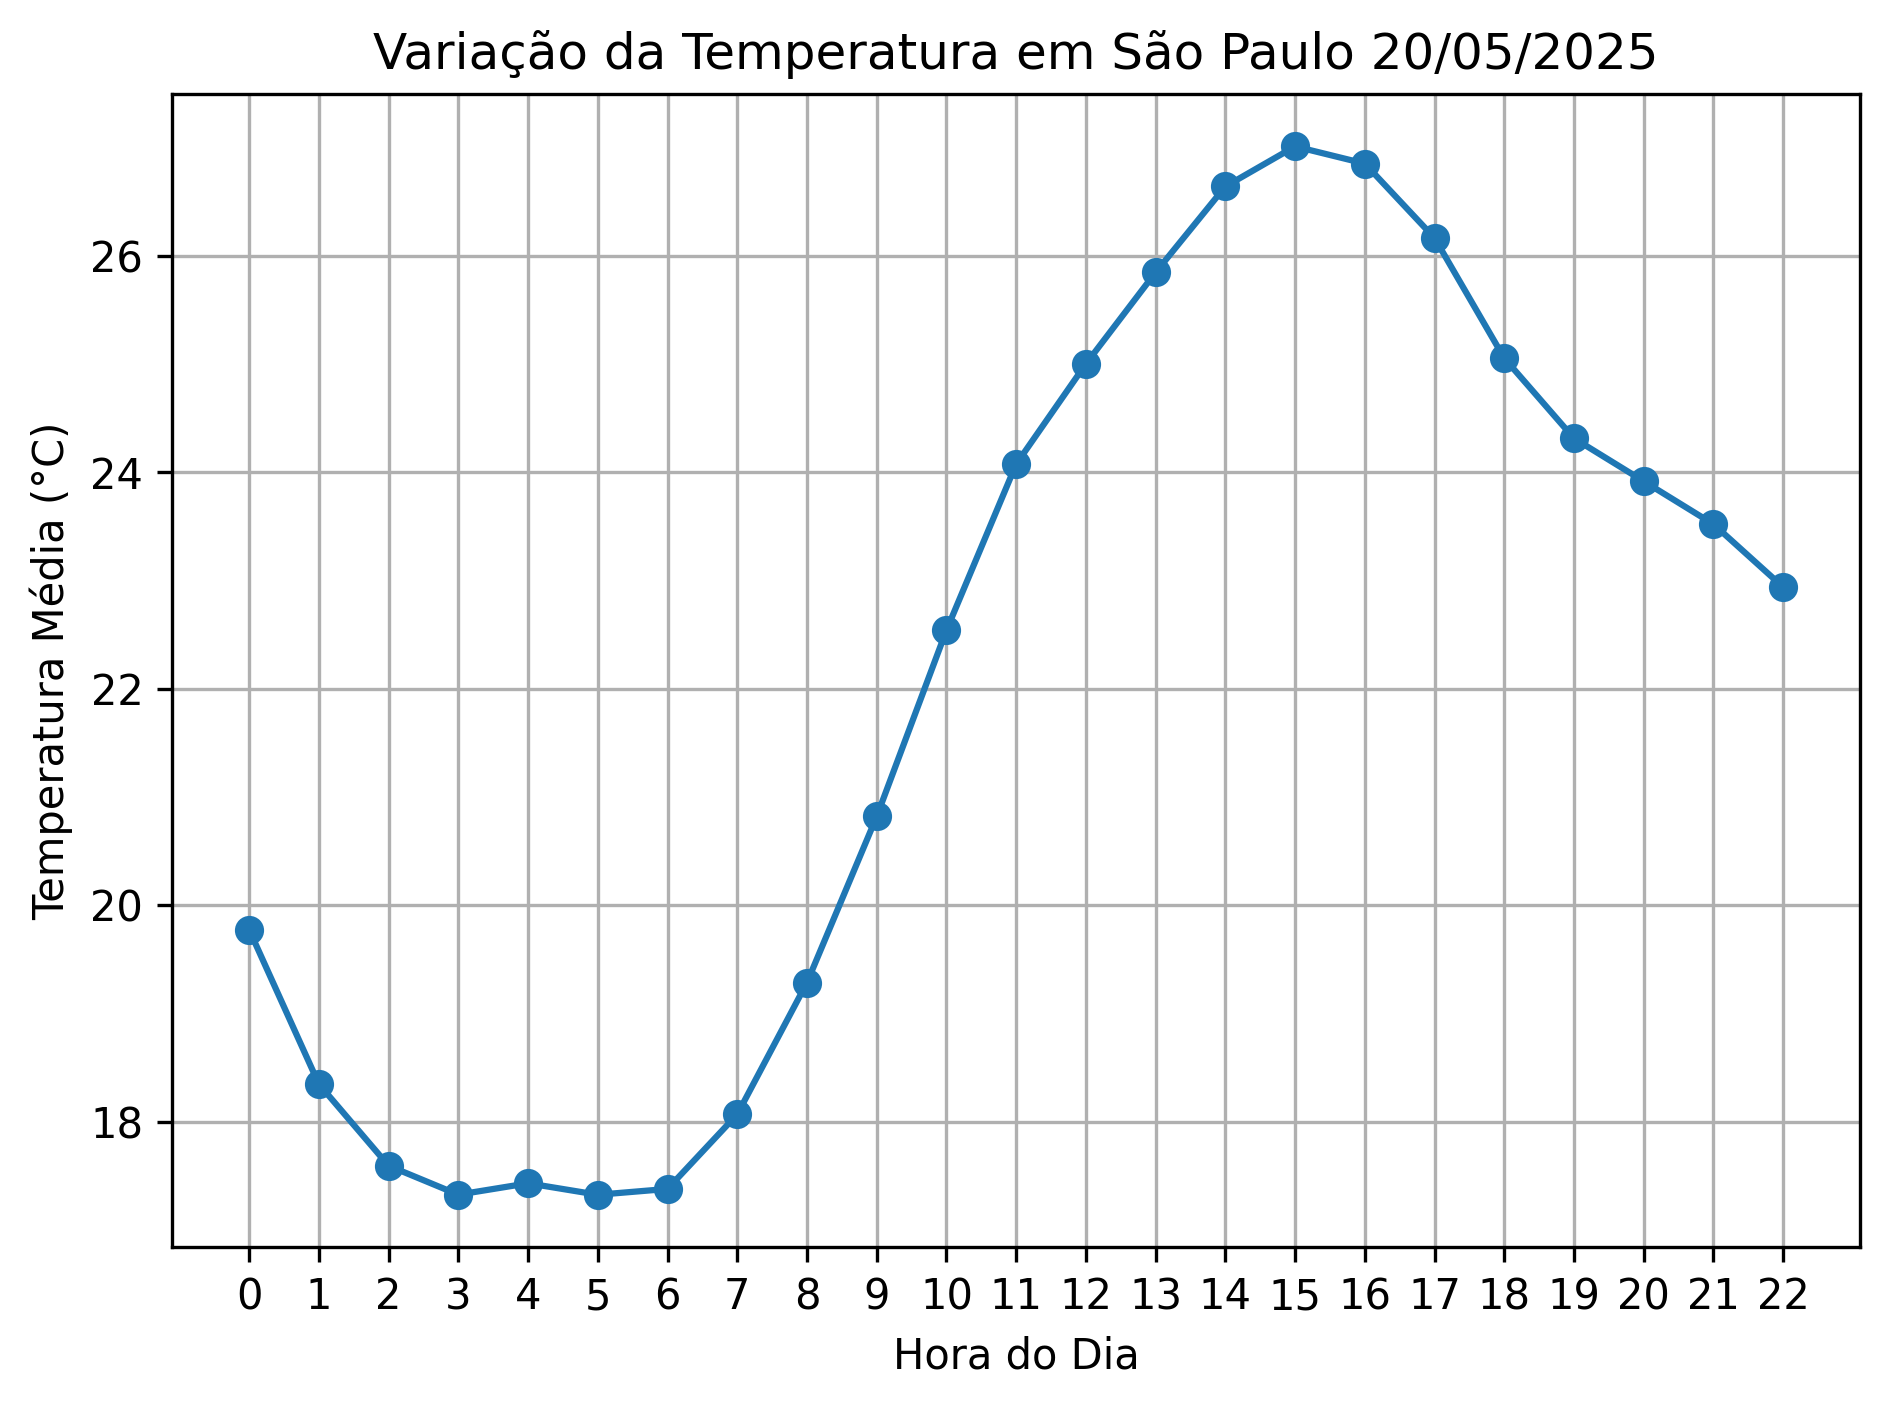 Variação da Temperatura em São Paulo 20/05/2025
Temperatura Média (°C)
26
24
22
20
18
0 1 2 3 4 5 6 7 8 9 10 11 12 13 14 15 16 17 18 19 20 21 22
Hora do Dia